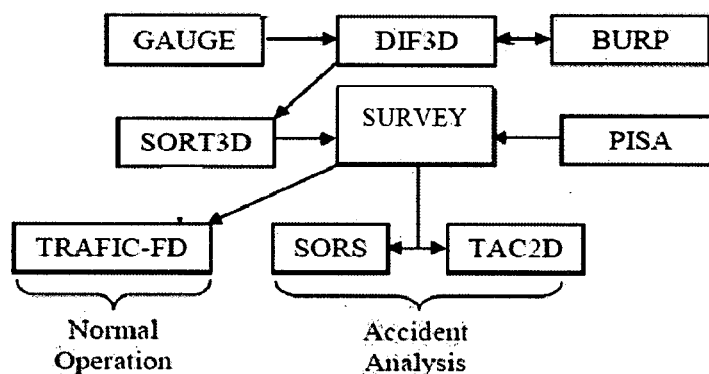 GAUGE DIF3D BURP
SORT3D SURVEY PISA
TRAFIC-FD SORS TAC2D
Normal Accident
Operation Analysis